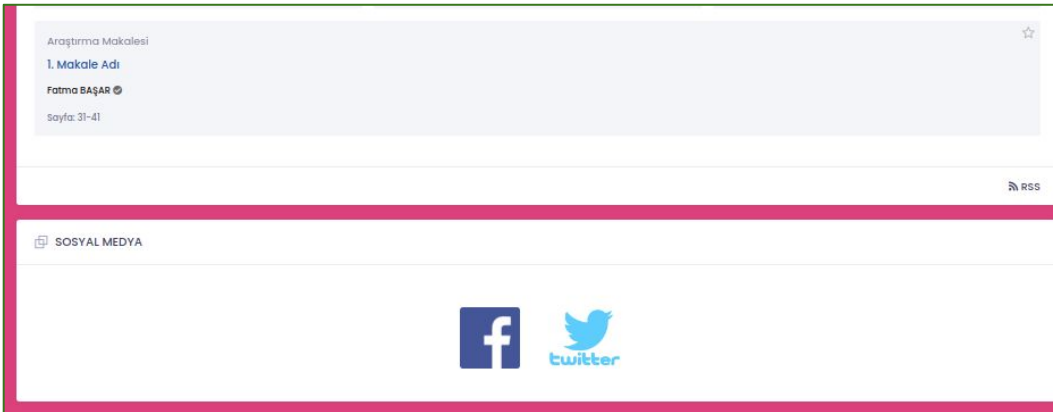 Araştırma Makalesi
1. Makale Adı
Fatma BAŞAR
Sayfa: 31-41
RSS
SOSYAL MEDYA
f
twitter